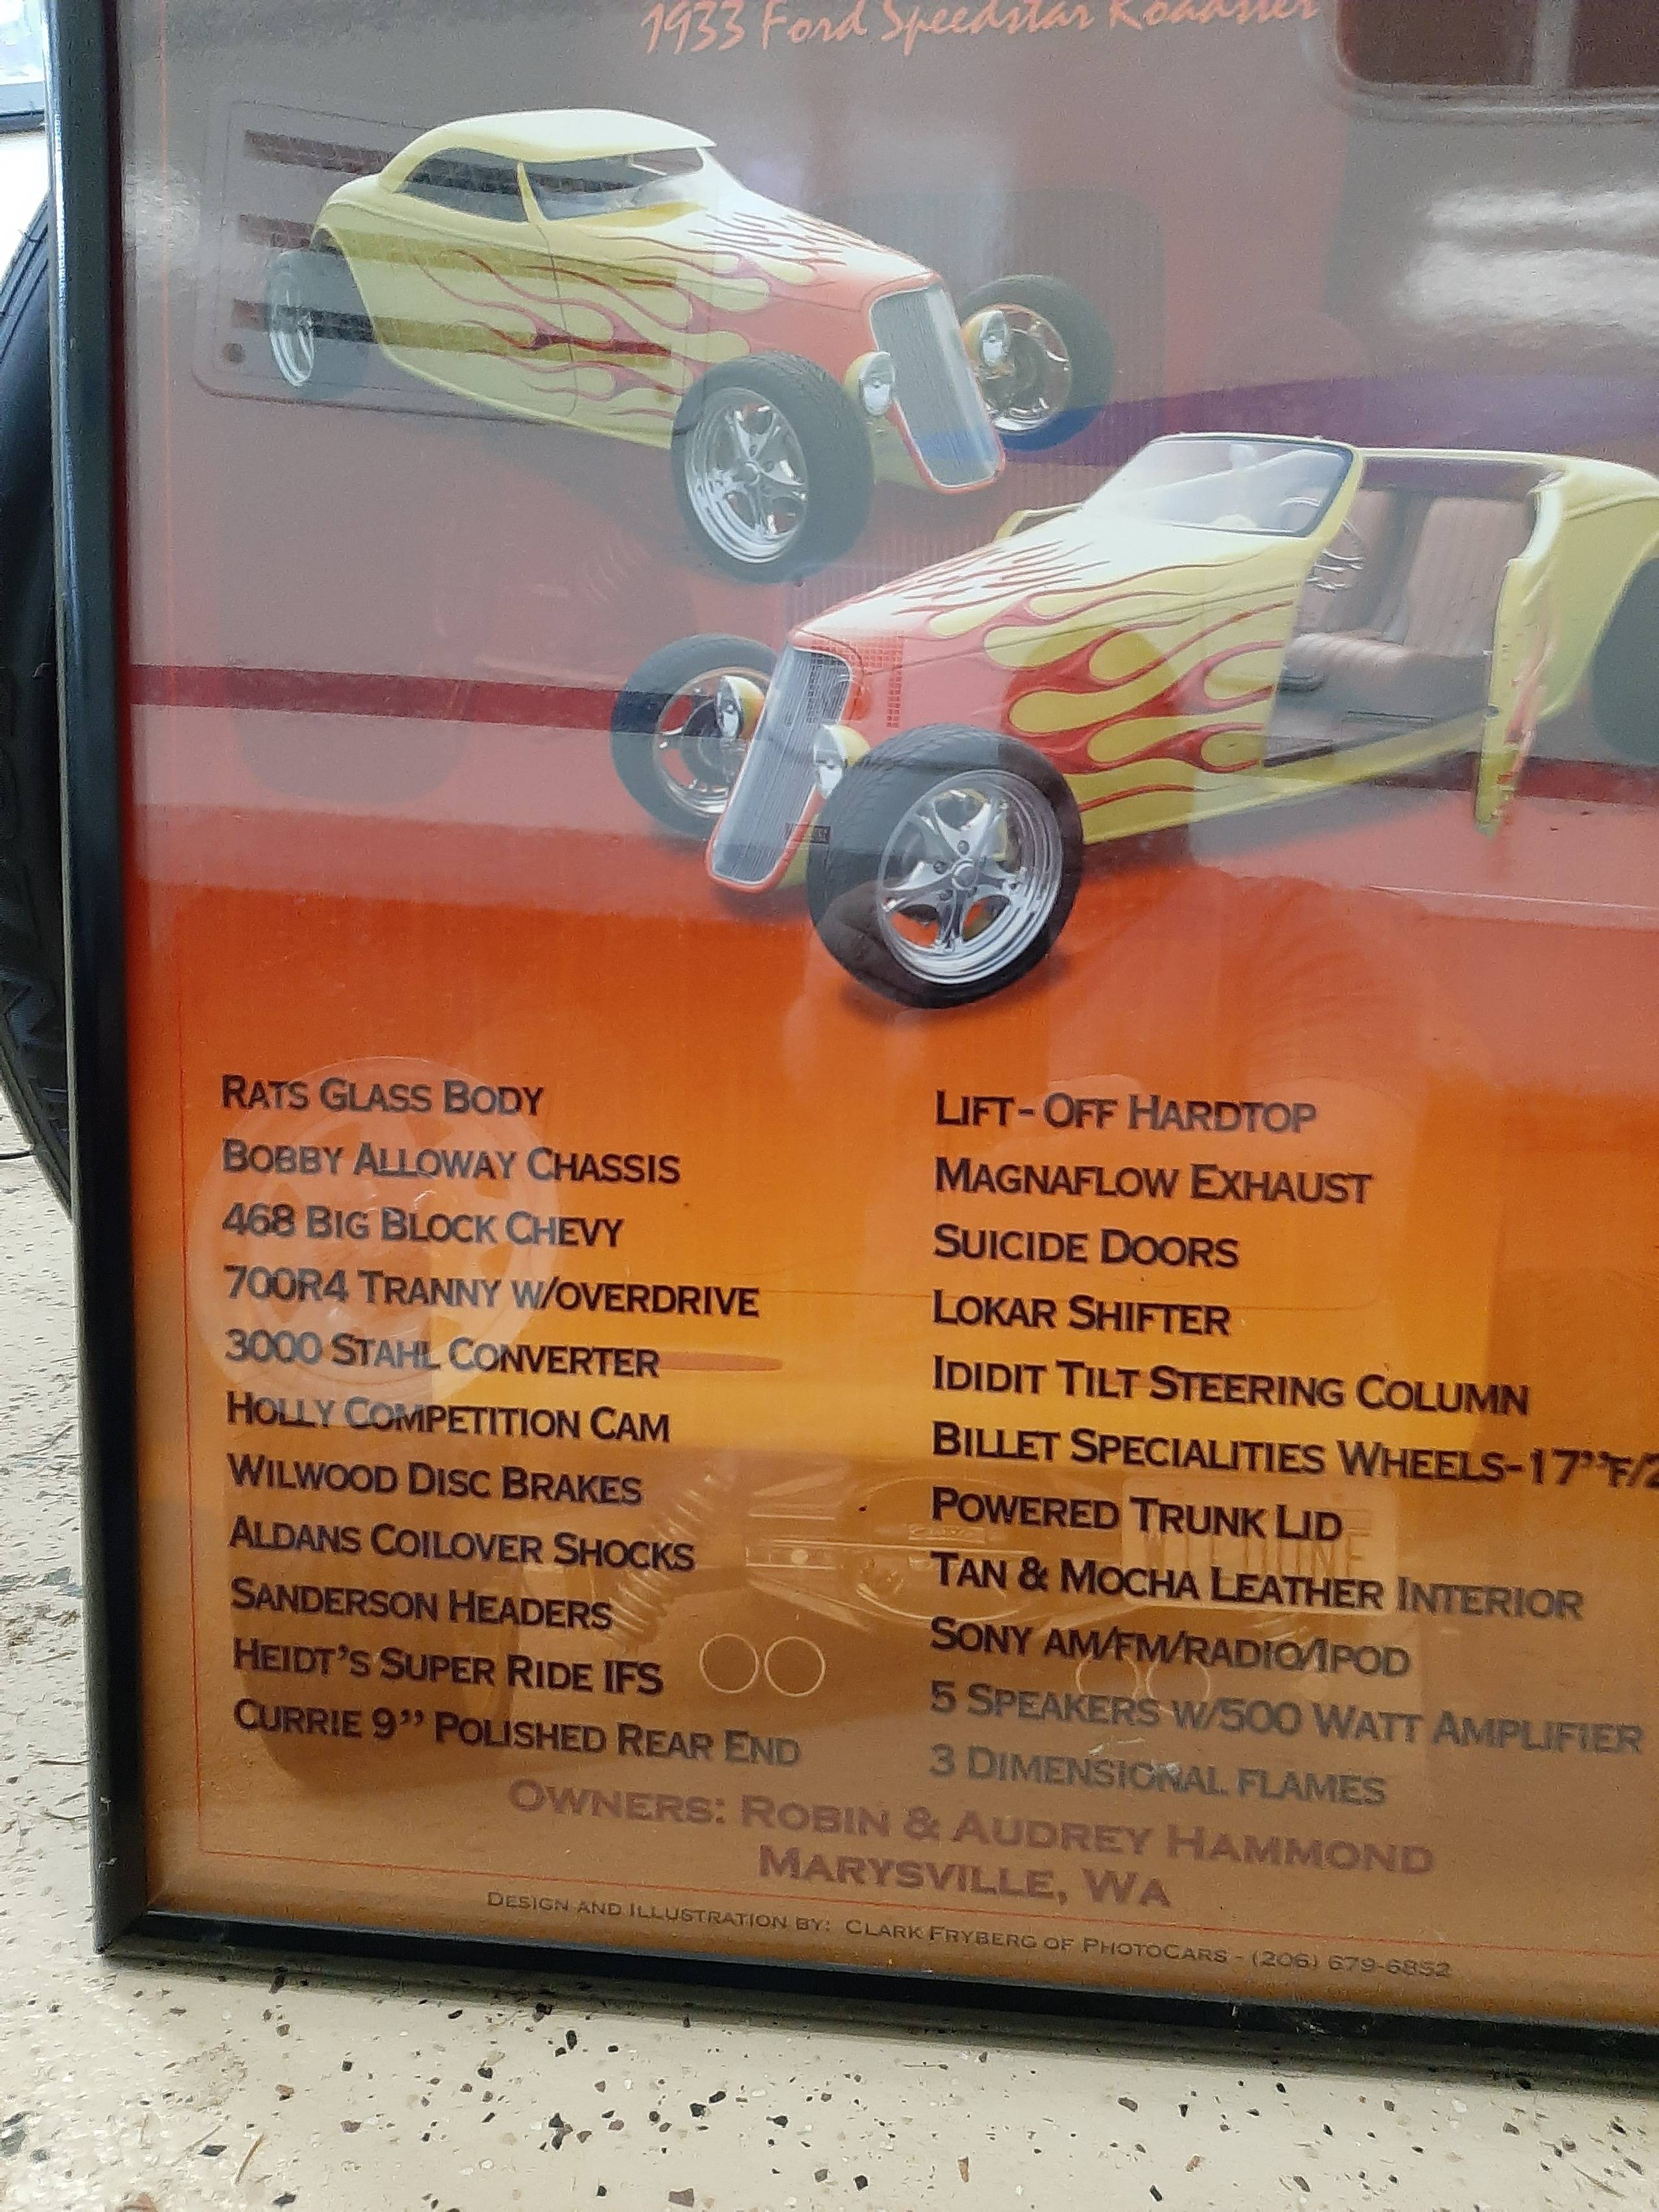 1933 Ford Speedstar Roadster
RATS GLASS BODY
BOBBY ALLOWAY CHASSIS
468 BIG BLOCK CHEVY
700R4 TRANNY W/OVERDRIVE
3000 STAHL CONVERTER
HOLLY COMPETITION CAM
WILWOOD DISC BRAKES
ALDANS COILOVER SHOCKS
SANDERSON HEADERS
HEIDT'S SUPER RIDE IFS
CURRIE 9" POLISHED REAR END
LIFT-OFF HARDTOP
MAGNAFLOW EXHAUST
SUICIDE DOORS
LOKAR SHIFTER
IDIDIT TILT STEERING COLUMN
BILLET SPECIALITIES WHEELS-17"F/2
POWERED TRUNK LID
TAN & MOCHA LEATHER INTERIOR
SONY AM/FM/RADIO/IPOD
5 SPEAKERS W/500 WATT AMPLIFIER
3 DIMENSIONAL FLAMES
OWNERS: ROBIN & AUDREY HAMMOND
MARYSVILLE, WA
DESIGN AND ILLUSTRATION BY: CLARK FRYBERG OF PHOTOCARS - (206) 679-6852